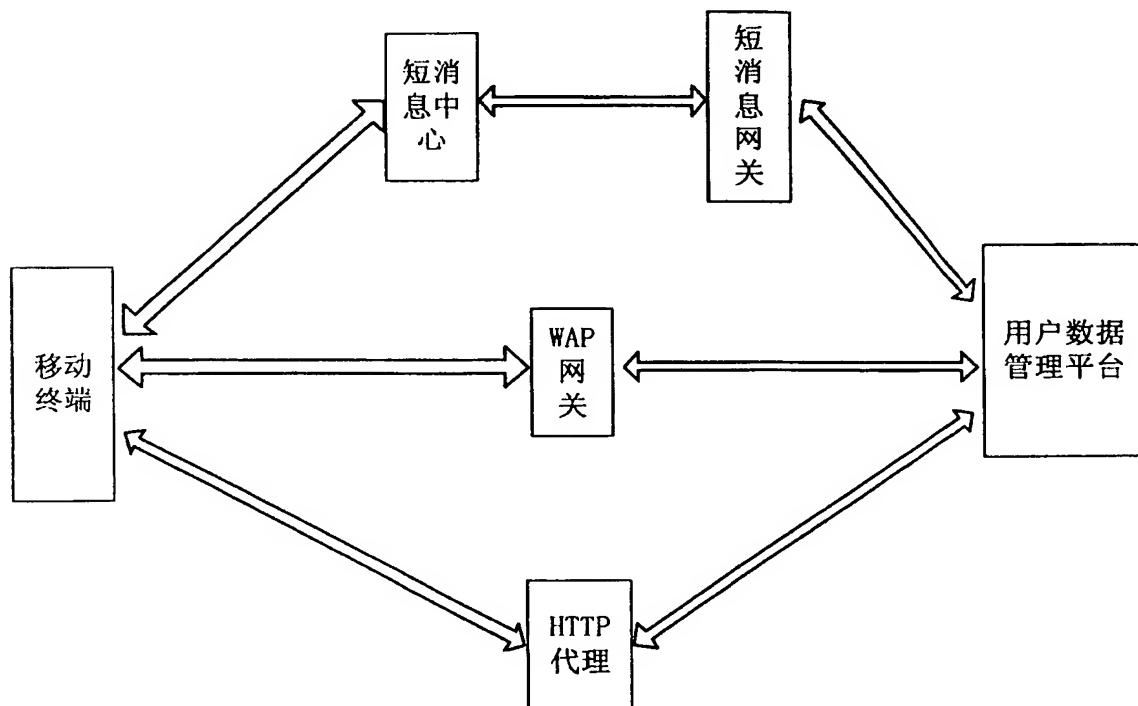 短消
息中
心
短
消
息
网
关
移动
终端
WAP
网
关
用户数据
管理平台
HTTP
代理